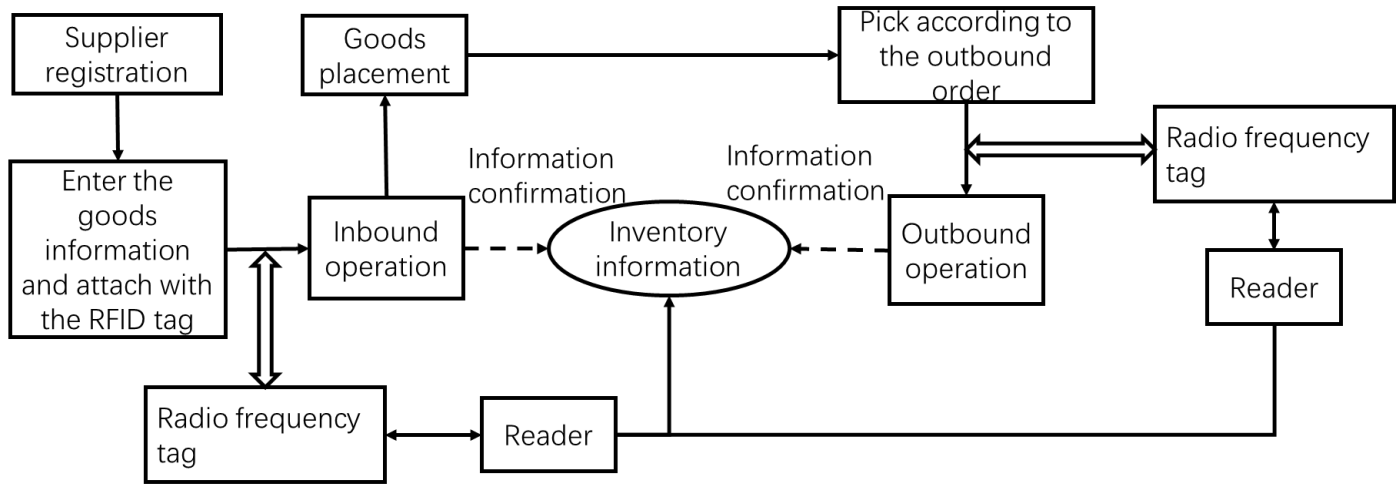 Supplier
registration
Goods
placement
Pick according to
the outbound
order
Radio frequency
tag
Enter the
goods
information
and attach with
the RFID tag
Inbound
operation
Information
confirmation
Inventory
information
Information
confirmation
Outbound
operation
Reader
Radio frequency
tag
Reader